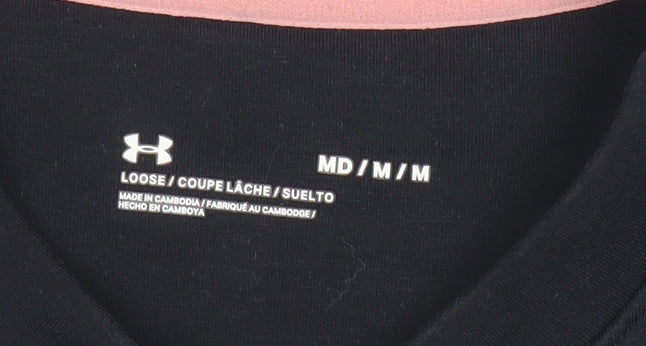 MD / M / M
LOOSE / COUPE LÂCHE / SUELTO
MADE IN CAMBODIA / FABRIQUÉ AU CAMBODGE /
HECHO EN CAMBOYA